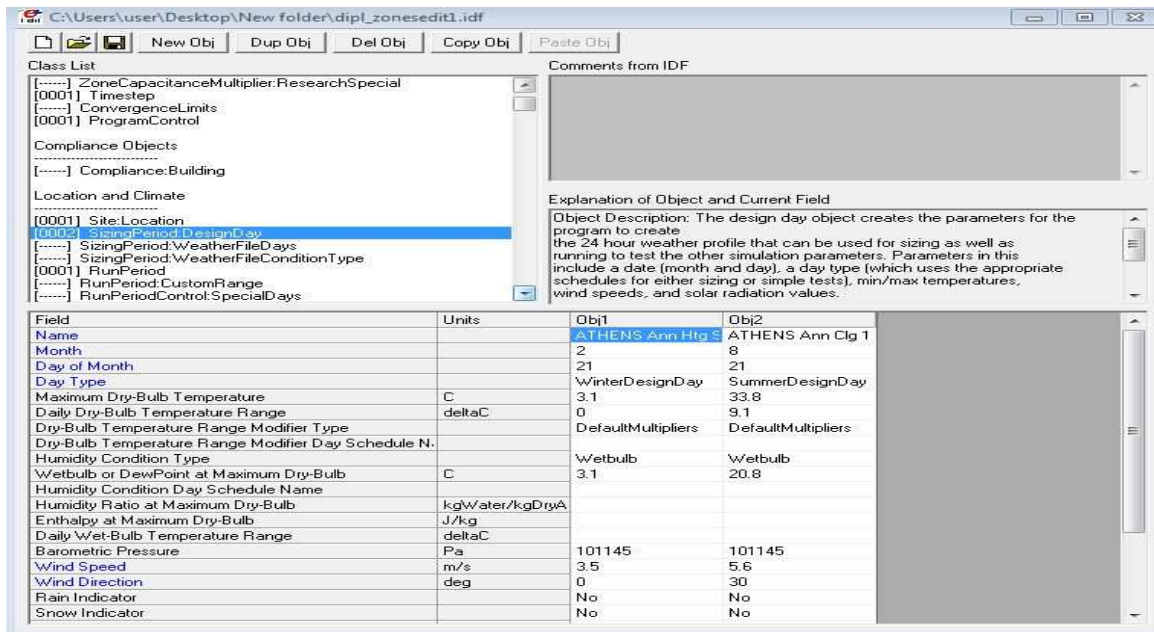 C:\Users\user\Desktop\New folder\dipl_zonesedit1.idf
New Obj Dup Obj Del Obj Copy Obj Paste Obj
Class List
[------] ZoneCapacitanceMultiplier:ResearchSpecial
[0001] Timestep
[------] ConvergenceLimits
[0001] ProgramControl
Compliance Objects
--------------------------
[------] Compliance:Building
Location and Climate
--------------------------
[0001] Site:Location
[0002] SizingPeriod:DesignDay
[------] SizingPeriod:WeatherFileDays
[------] SizingPeriod:WeatherFileConditionType
[0001] RunPeriod
[------] RunPeriod:CustomRange
[------] RunPeriodControl:SpecialDays
Comments from IDF
Explanation of Object and Current Field
Object Description: The design day object creates the parameters for the
program to create
the 24 hour weather profile that can be used for sizing as well as
running to test the other simulation parameters. Parameters in this
include a date (month and day), a day type (which uses the appropriate
schedules for either sizing or simple tests), min/max temperatures,
wind speeds, and solar radiation values.
Field Units Obj1 Obj2
Name ATHENS Ann Htg S ATHENS Ann Clg 1
Month 2 8
Day of Month 21 21
Day Type WinterDesignDay SummerDesignDay
Maximum Dry-Bulb Temperature C 3.1 33.8
Daily Dry-Bulb Temperature Range deltaC 0 9.1
Dry-Bulb Temperature Range Modifier Type DefaultMultipliers DefaultMultipliers
Dry-Bulb Temperature Range Modifier Day Schedule N
Humidity Condition Type Wetbulb Wetbulb
Wetbulb or DewPoint at Maximum Dry-Bulb C 3.1 20.8
Humidity Condition Day Schedule Name
Humidity Ratio at Maximum Dry-Bulb kgWater/kgDryA
Enthalpy at Maximum Dry-Bulb J/kg
Daily Wet-Bulb Temperature Range deltaC
Barometric Pressure Pa 101145 101145
Wind Speed m/s 3.5 5.6
Wind Direction deg 0 30
Rain Indicator No No
Snow Indicator No No